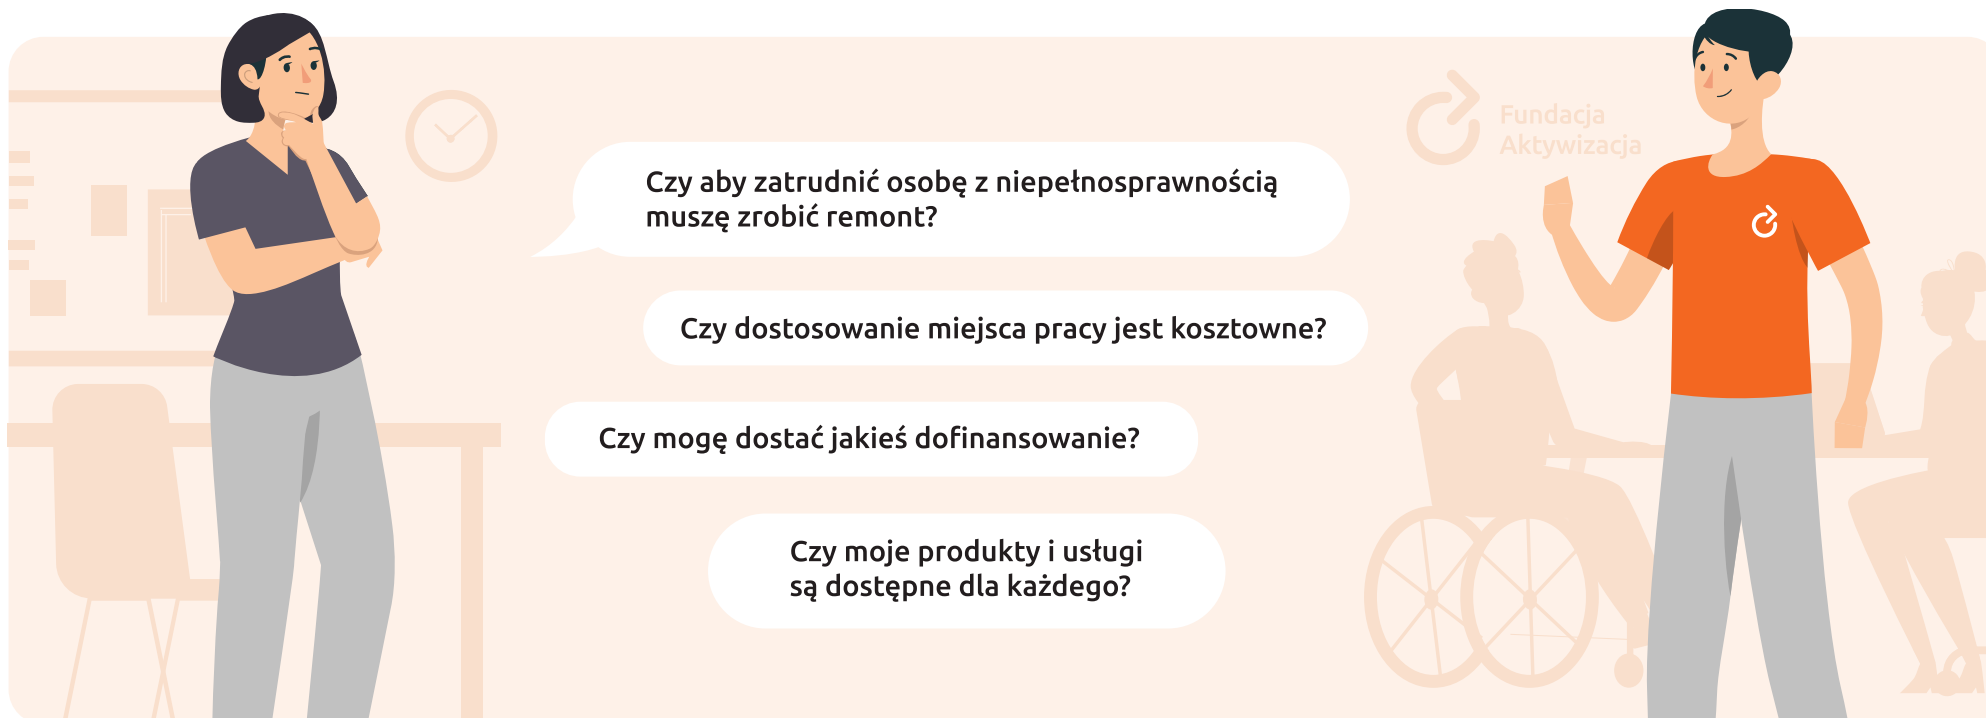 Fundacja
Aktywizacja
Czy aby zatrudnić osobę z niepełnosprawnością
muszę zrobić remont?
Czy dostosowanie miejsca pracy jest kosztowne?
Czy mogę dostać jakieś dofinansowanie?
Czy moje produkty i usługi
są dostępne dla każdego?